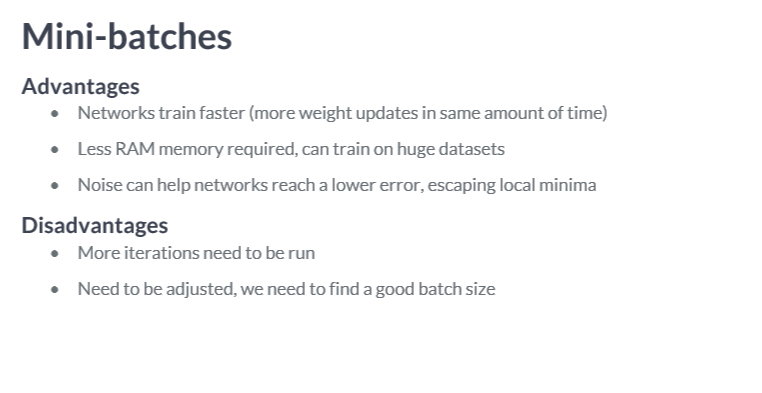 Mini-batches
Advantages
• Networks train faster (more weight updates in same amount of time)
• Less RAM memory required, can train on huge datasets
• Noise can help networks reach a lower error, escaping local minima
Disadvantages
• More iterations need to be run
• Need to be adjusted, we need to find a good batch size